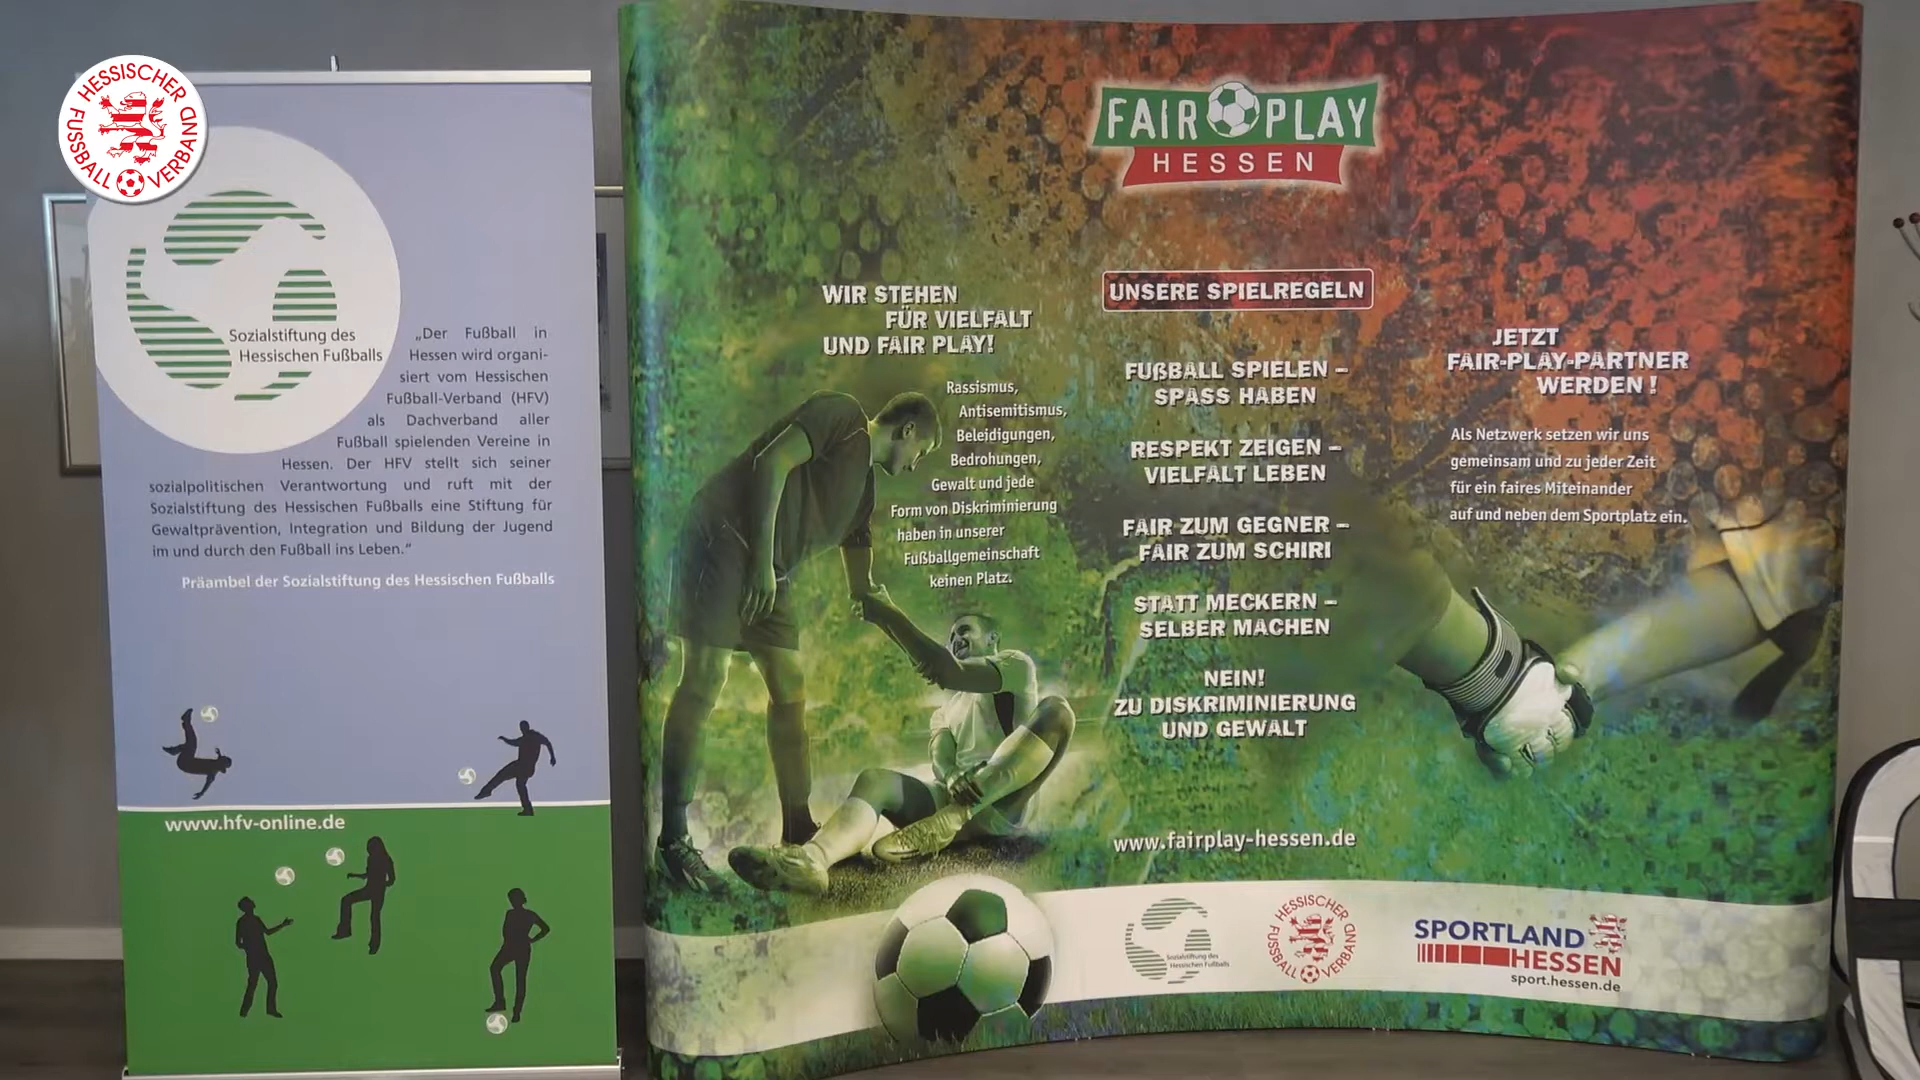 HESSISCHER
FUSSBALL VERBAND
Sozialstiftung des
Hessischen Fußballs
„Der Fußball in
Hessen wird organi-
siert vom Hessischen
Fußball-Verband (HFV)
als Dachverband aller
Fußball spielenden Vereine in
Hessen. Der HFV stellt sich seiner
sozialpolitischen Verantwortung und ruft mit der
Sozialstiftung des Hessischen Fußballs eine Stiftung für
Gewaltprävention, Integration und Bildung der Jugend
im und durch den Fußball ins Leben.“
Präambel der Sozialstiftung des Hessischen Fußballs
www.hfv-online.de
FAIR PLAY
HESSEN
WIR STEHEN
FÜR VIELFALT
UND FAIR PLAY!
Rassismus,
Antisemitismus,
Beleidigungen,
Bedrohungen,
Gewalt und jede
Form von Diskriminierung
haben in unserer
Fußballgemeinschaft
keinen Platz.
UNSERE SPIELREGELN
FUßBALL SPIELEN –
SPASS HABEN
RESPEKT ZEIGEN –
VIELFALT LEBEN
FAIR ZUM GEGNER –
FAIR ZUM SCHIRI
STATT MECKERN –
SELBER MACHEN
NEIN!
ZU DISKRIMINIERUNG
UND GEWALT
www.fairplay-hessen.de
JETZT
FAIR-PLAY-PARTNER
WERDEN !
Als Netzwerk setzen wir uns
gemeinsam und zu jeder Zeit
für ein faires Miteinander
auf und neben dem Sportplatz ein.
Sozialstiftung des
Hessischen Fußballs
HESSISCHER
FUSSBALL VERBAND
SPORTLAND
HESSEN
sport.hessen.de